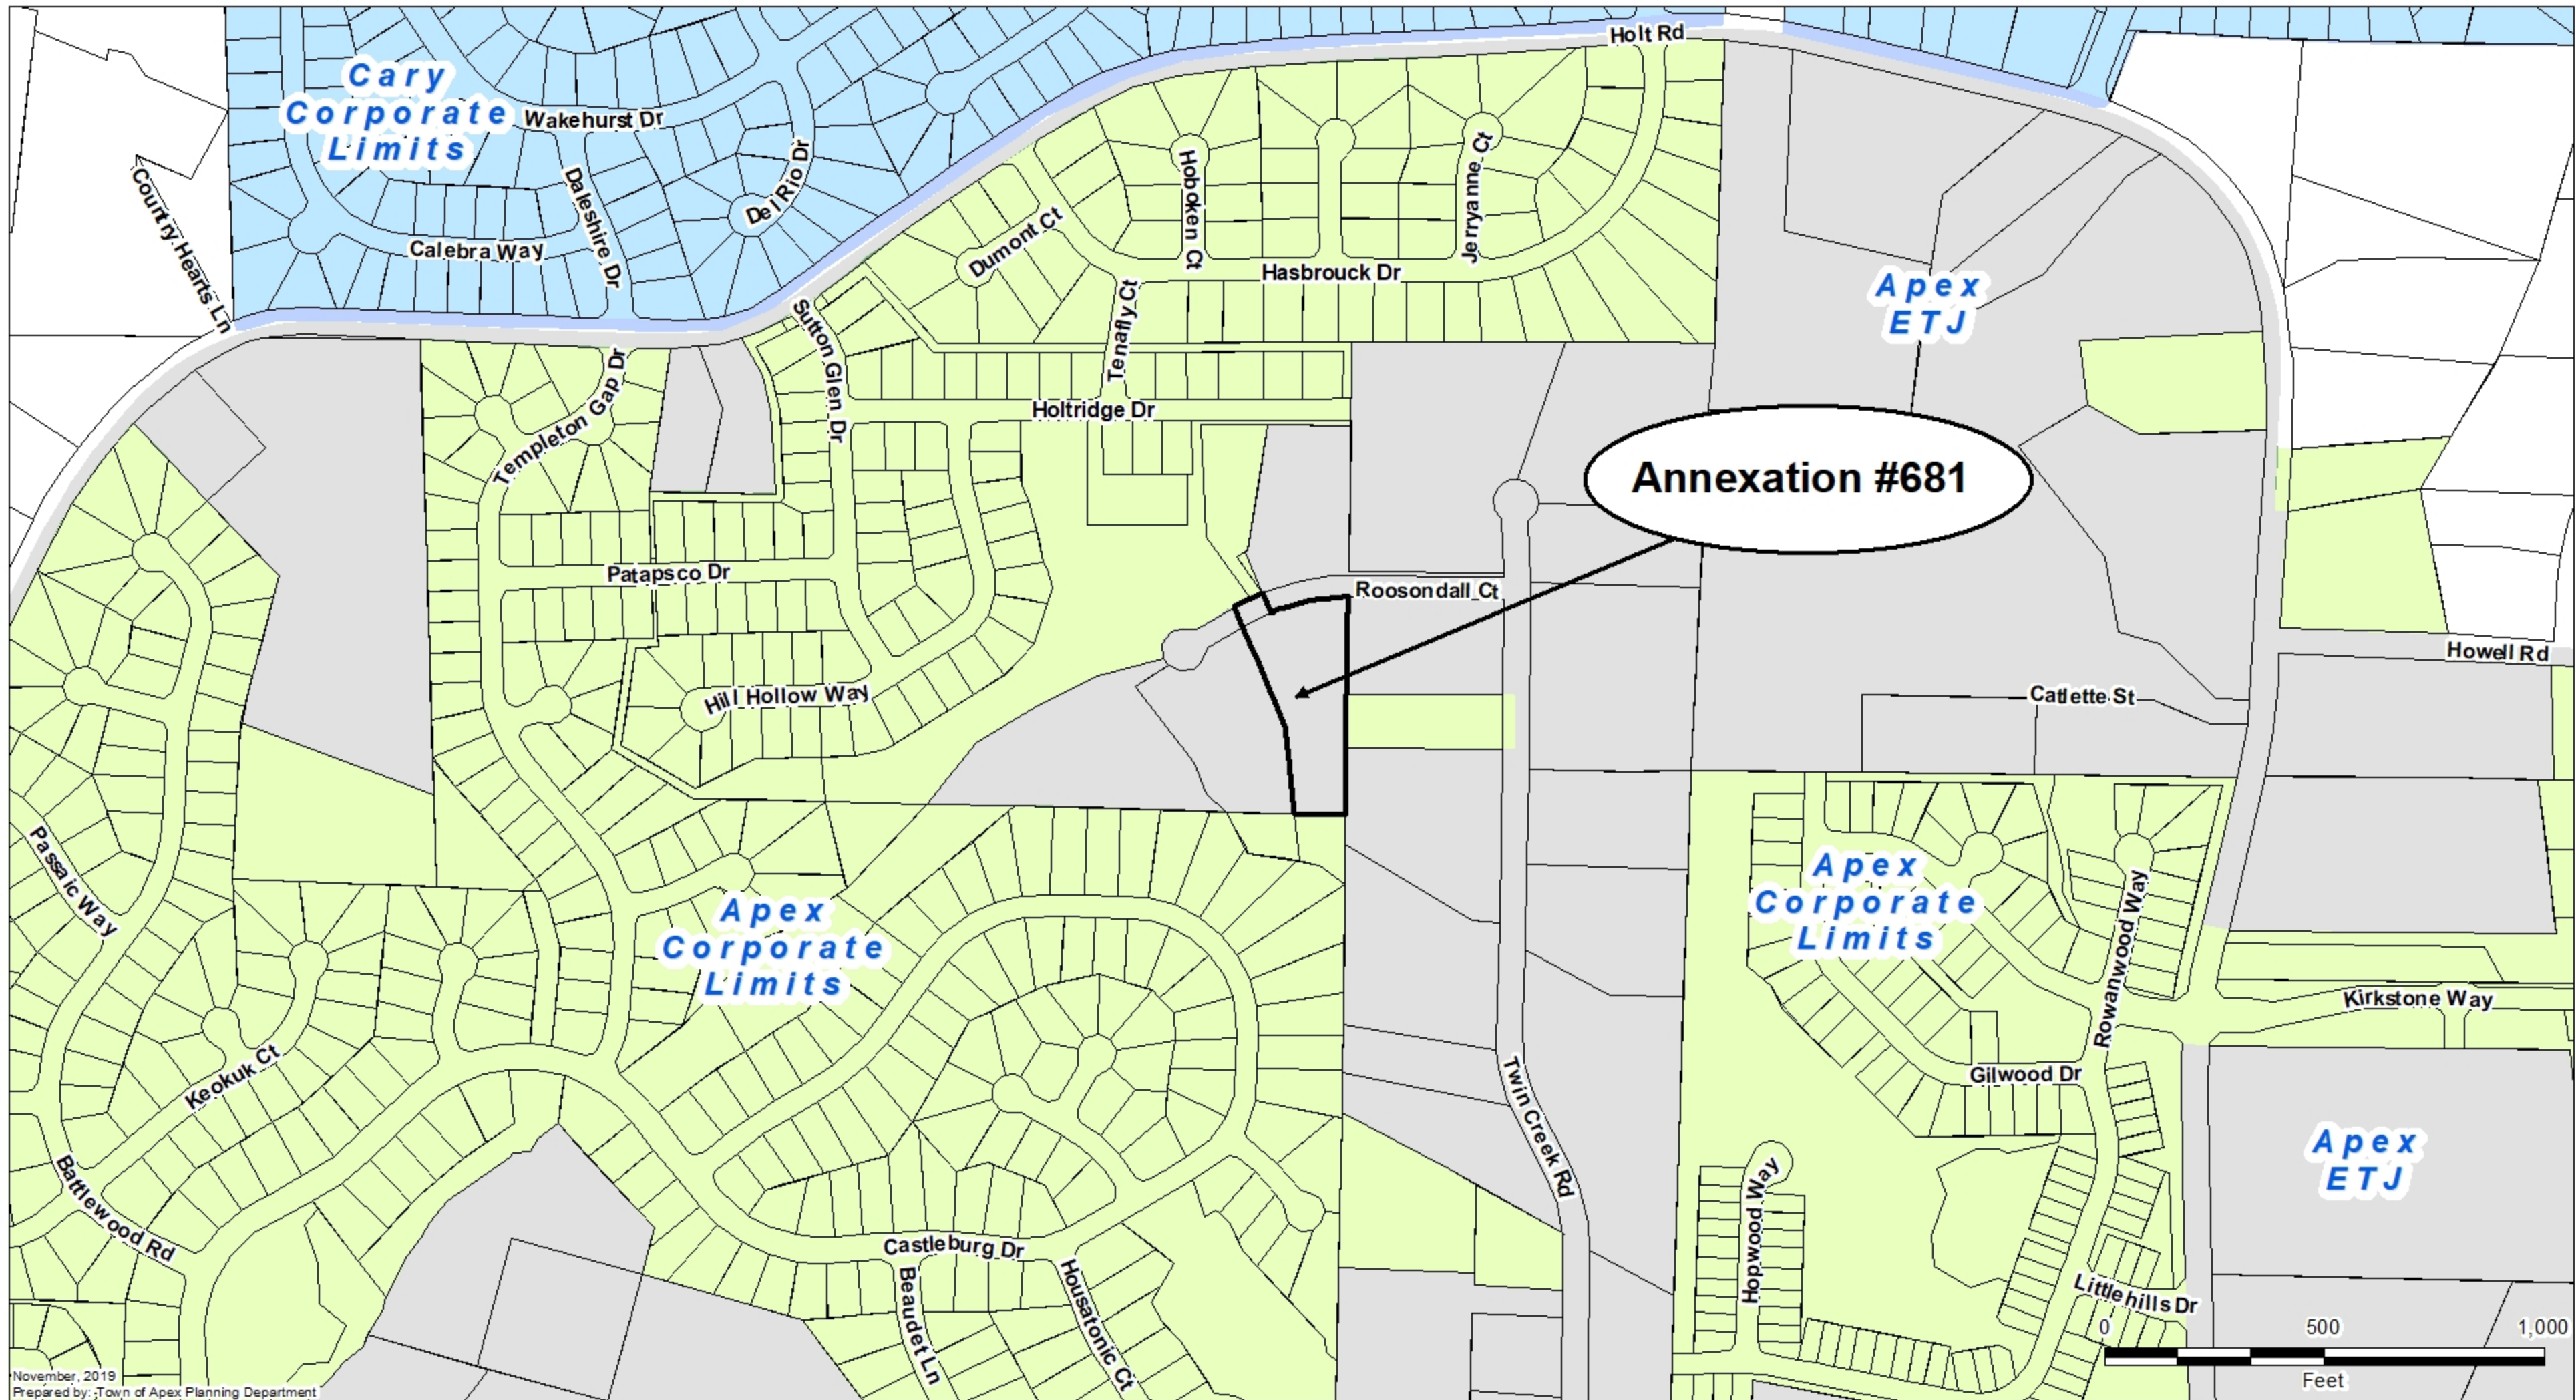 Holt Rd
Cary
Corporate
Limits
Wakehurst Dr
Country Hearts Ln
Daleshire Dr
Del Rio Dr
Calebra Way
Hoboken Ct
Jerryanne Ct
Dumont Ct
Hasbrouck Dr
Tenafly Ct
Apex
ETJ
Sutton Glen Dr
Templeton Gap Dr
Holtridge Dr
Annexation #681
Patapsco Dr
Roosondall Ct
Howell Rd
Hill Hollow Way
Catlette St
Passaic Way
Apex
Corporate
Limits
Apex
Corporate
Limits
Rowanwood Way
Kirkstone Way
Keokuk Ct
Gilwood Dr
Twin Creek Rd
Apex
ETJ
Battlewood Rd
Hopwood Way
Castleburg Dr
Beaudet Ln
Housatonic Ct
Littlehills Dr
0 500 1,000
Feet
November, 2019
Prepared by: Town of Apex Planning Department